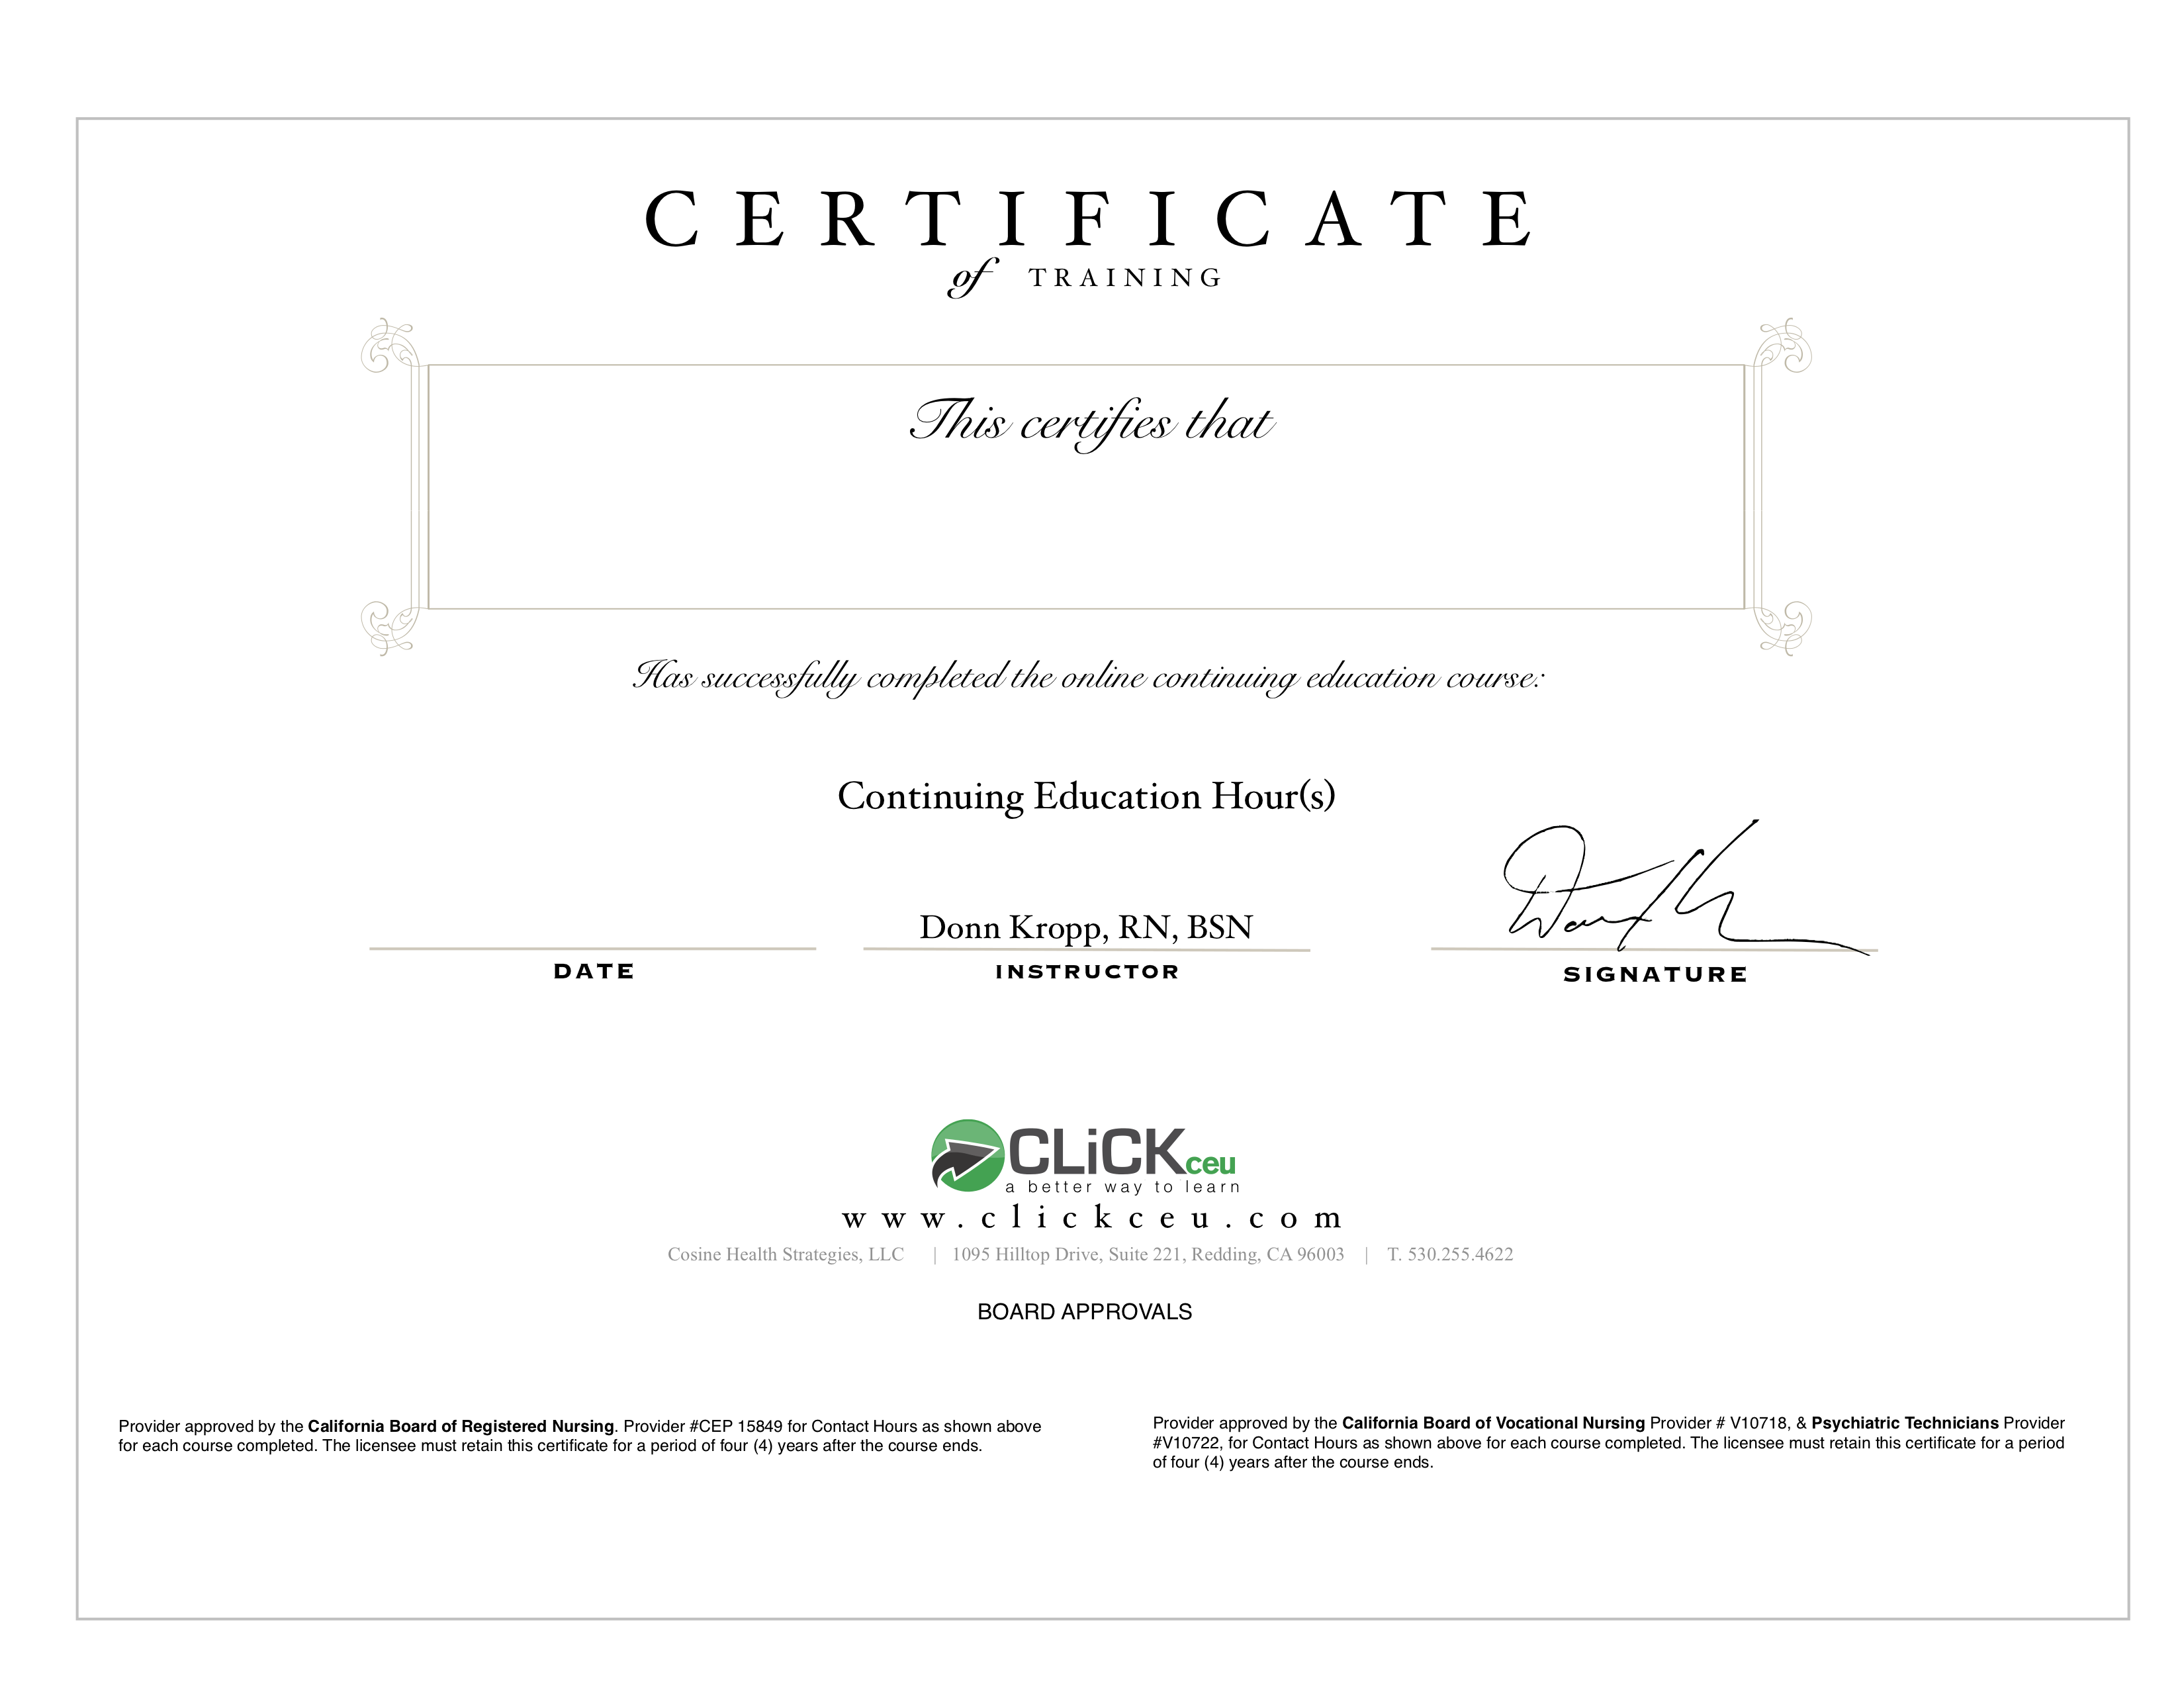 CERTIFICATE
of TRAINING
This certifies that
Has successfully completed the online continuing education course:
Continuing Education Hour(s)
Donn Kropp, RN, BSN
DATE
INSTRUCTOR
SIGNATURE
CLiCKceu
a better way to learn
www.clickceu.com
Cosine Health Strategies, LLC | 1095 Hilltop Drive, Suite 221, Redding, CA 96003 | T. 530.255.4622
BOARD APPROVALS
Provider approved by the California Board of Registered Nursing. Provider #CEP 15849 for Contact Hours as shown above
for each course completed. The licensee must retain this certificate for a period of four (4) years after the course ends.
Provider approved by the California Board of Vocational Nursing Provider # V10718, & Psychiatric Technicians Provider
#V10722, for Contact Hours as shown above for each course completed. The licensee must retain this certificate for a period
of four (4) years after the course ends.